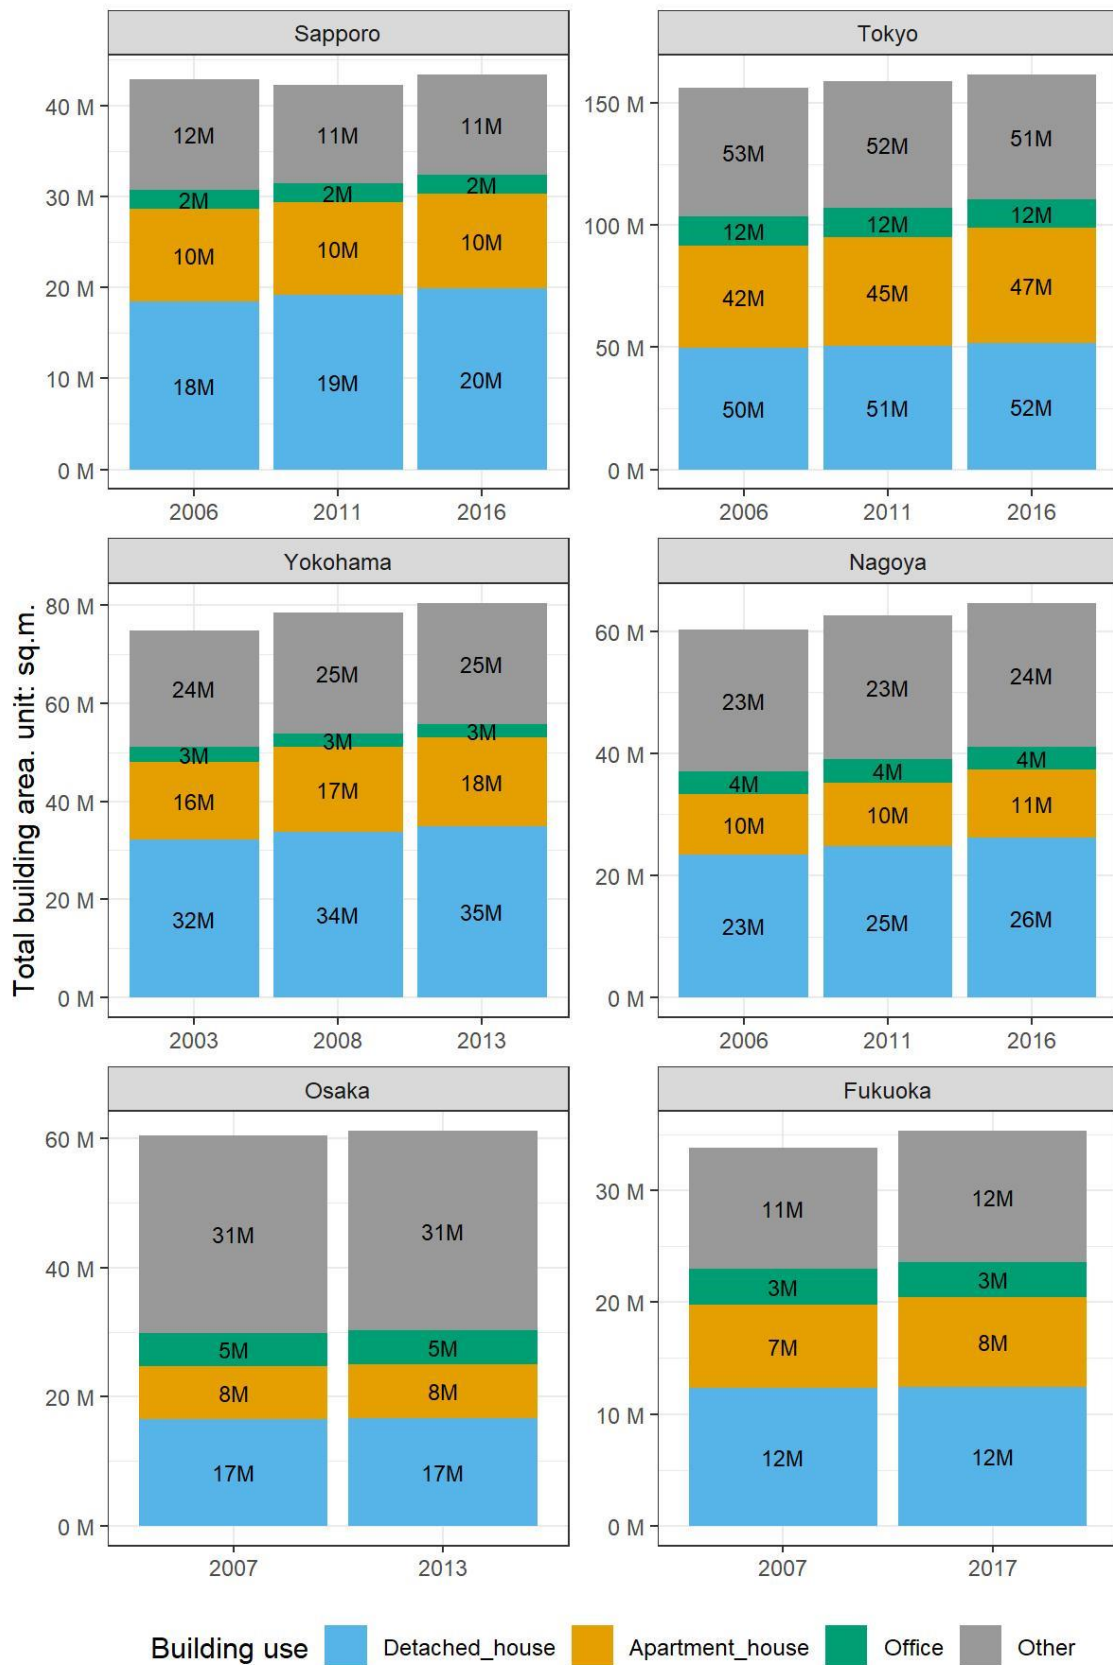 Sapporo
Tokyo
40 M
30 M
20 M
10 M
0 M
12M
11M
11M
2M
2M
2M
10M
10M
10M
18M
19M
20M
2006
2011
2016
150 M
100 M
50 M
0 M
53M
52M
51M
12M
12M
12M
42M
45M
47M
50M
51M
52M
2006
2011
2016
Total building area. unit: sq.m.
Yokohama
Nagoya
80 M
60 M
40 M
20 M
0 M
24M
25M
25M
3M
3M
3M
16M
17M
18M
32M
34M
35M
2003
2008
2013
60 M
40 M
20 M
0 M
23M
23M
24M
4M
4M
4M
10M
10M
11M
23M
25M
26M
2006
2011
2016
Osaka
Fukuoka
60 M
40 M
20 M
0 M
31M
31M
5M
5M
8M
8M
17M
17M
2007
2013
30 M
20 M
10 M
0 M
11M
12M
3M
3M
7M
8M
12M
12M
2007
2017
Building use
Detached_house
Apartment_house
Office
Other